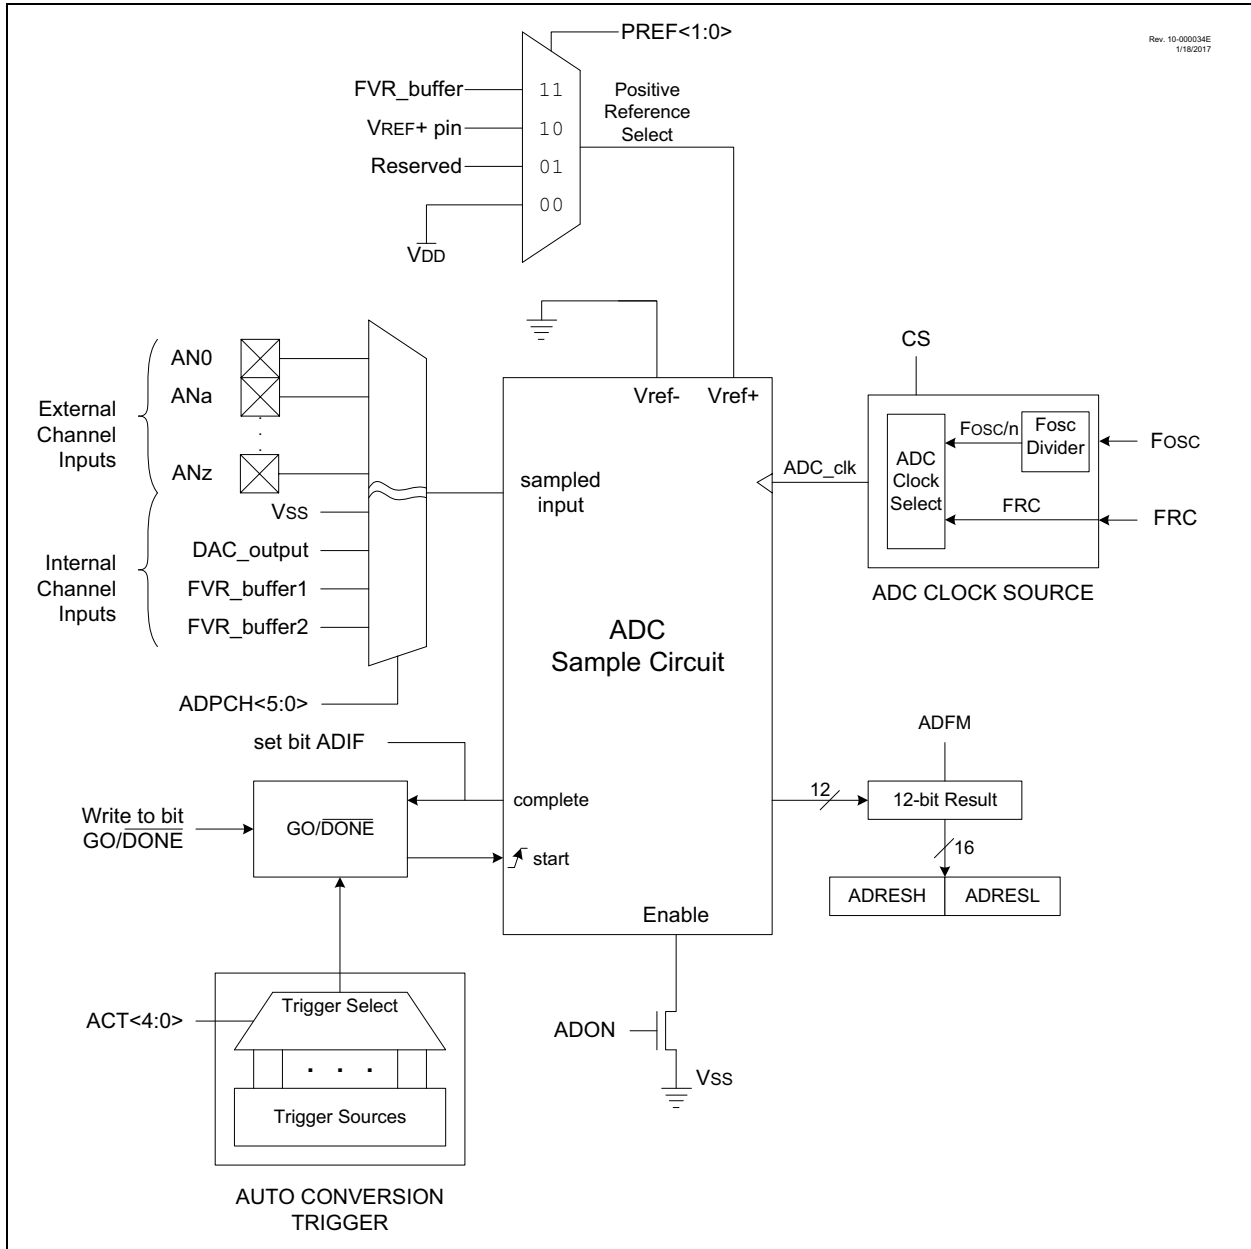 PREF<1:0>
Rev. 10-000034E
1/18/2017
FVR_buffer
11
VREF+ pin
10
Reserved
01
00
VDD
Positive
Reference
Select
External
Channel
Inputs
AN0
ANa
.
.
.
ANz
Internal
Channel
Inputs
VSS
DAC_output
FVR_buffer1
FVR_buffer2
ADPCH<5:0>
Vref-
Vref+
sampled
input
ADC
Sample Circuit
ADC_clk
CS
ADC
Clock
Select
FOSC/n
Fosc
Divider
FOSC
FRC
FRC
ADC CLOCK SOURCE
set bit ADIF
Write to bit
GO/DONE
GO/DONE
complete
start
Enable
12
ADFM
12-bit Result
16
ADRESH
ADRESL
ACT<4:0>
Trigger Select
. . .
Trigger Sources
AUTO CONVERSION
TRIGGER
ADON
VSS